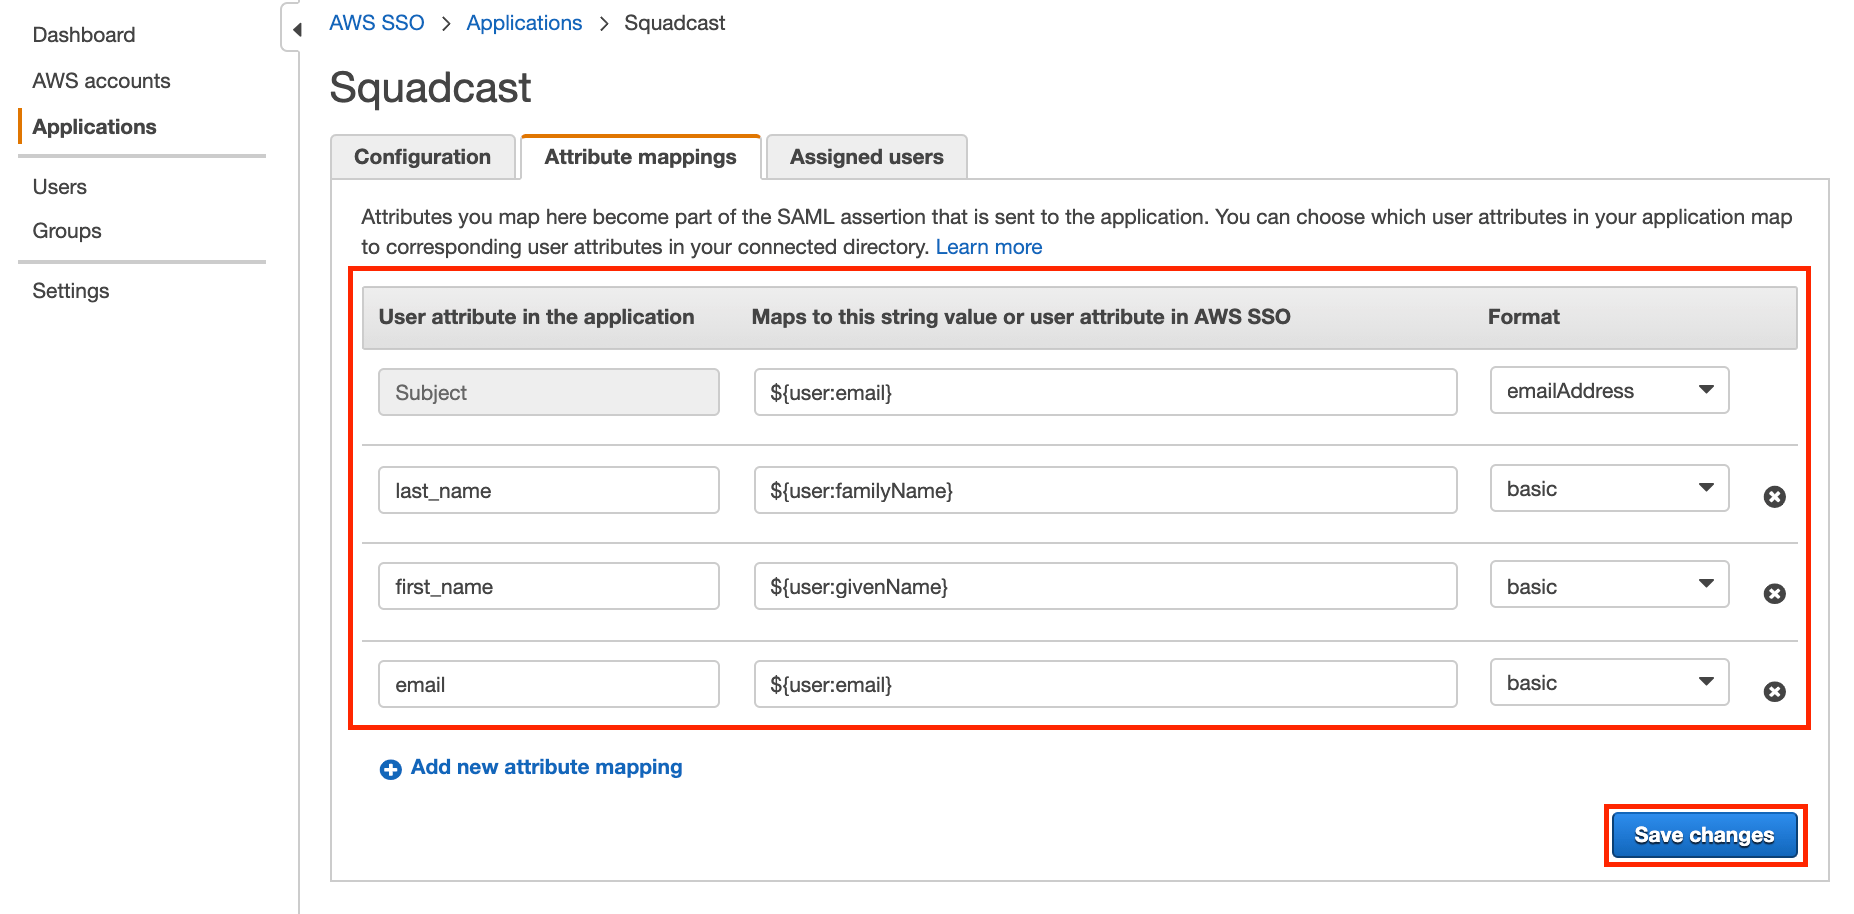 Dashboard
AWS accounts
Applications
Users
Groups
Settings
AWS SSO > Applications > Squadcast
Squadcast
Configuration
Attribute mappings
Assigned users
Attributes you map here become part of the SAML assertion that is sent to the application. You can choose which user attributes in your application map
to corresponding user attributes in your connected directory. Learn more
User attribute in the application Maps to this string value or user attribute in AWS SSO Format
Subject ${user:email} emailAddress
last_name ${user:familyName} basic
first_name ${user:givenName} basic
email ${user:email} basic
Add new attribute mapping
Save changes